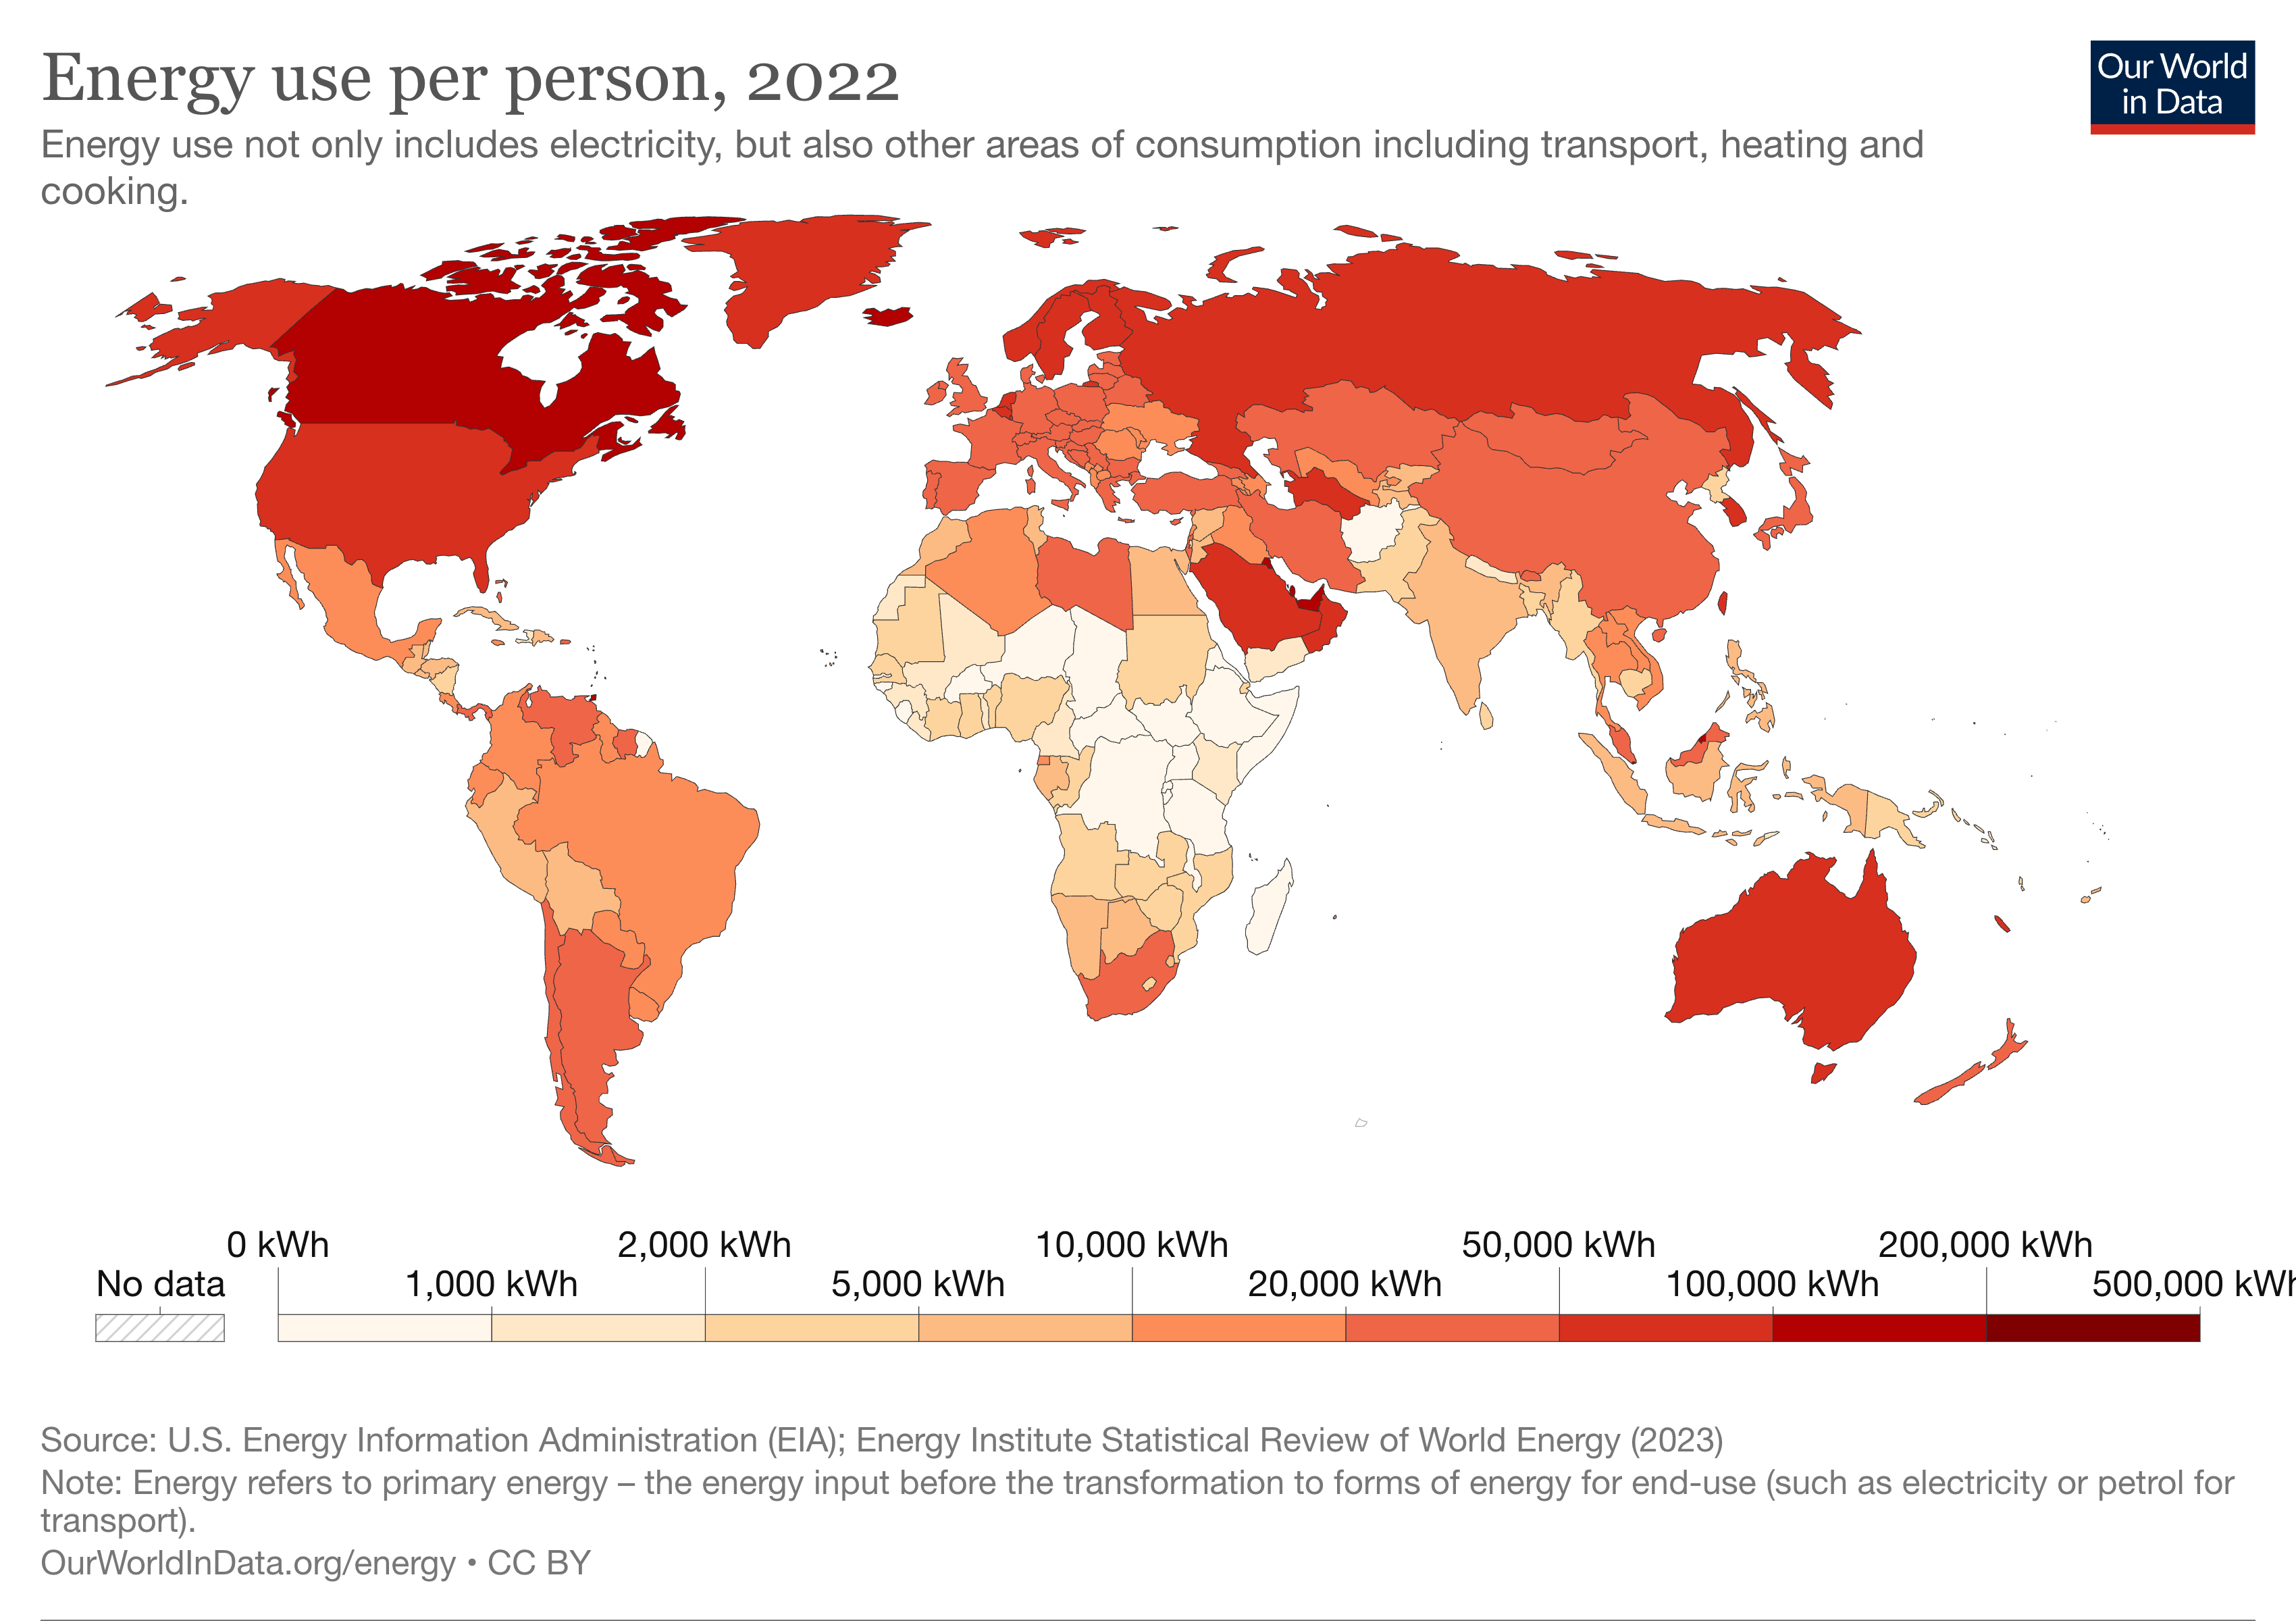 Energy use per person, 2022
Our World
in Data
Energy use not only includes electricity, but also other areas of consumption including transport, heating and
cooking.
0 kWh 2,000 kWh 10,000 kWh 50,000 kWh 200,000 kWh
No data 1,000 kWh 5,000 kWh 20,000 kWh 100,000 kWh 500,000 kWh
Source: U.S. Energy Information Administration (EIA); Energy Institute Statistical Review of World Energy (2023)
Note: Energy refers to primary energy – the energy input before the transformation to forms of energy for end-use (such as electricity or petrol for
transport).
OurWorldInData.org/energy • CC BY